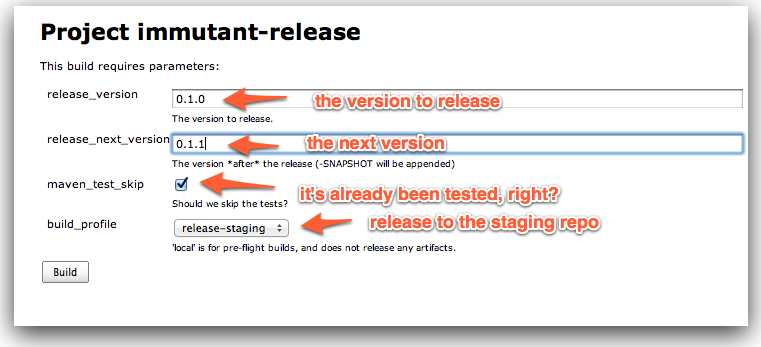 Project immutant-release
This build requires parameters:
release_version 0.1.0 the version to release
The version to release.
release_next_version 0.1.1 the next version
The version *after* the release (-SNAPSHOT will be appended)
maven_test_skip it's already been tested, right?
Should we skip the tests?
build_profile release-staging release to the staging repo
'local' is for pre-flight builds, and does not release any artifacts.
Build